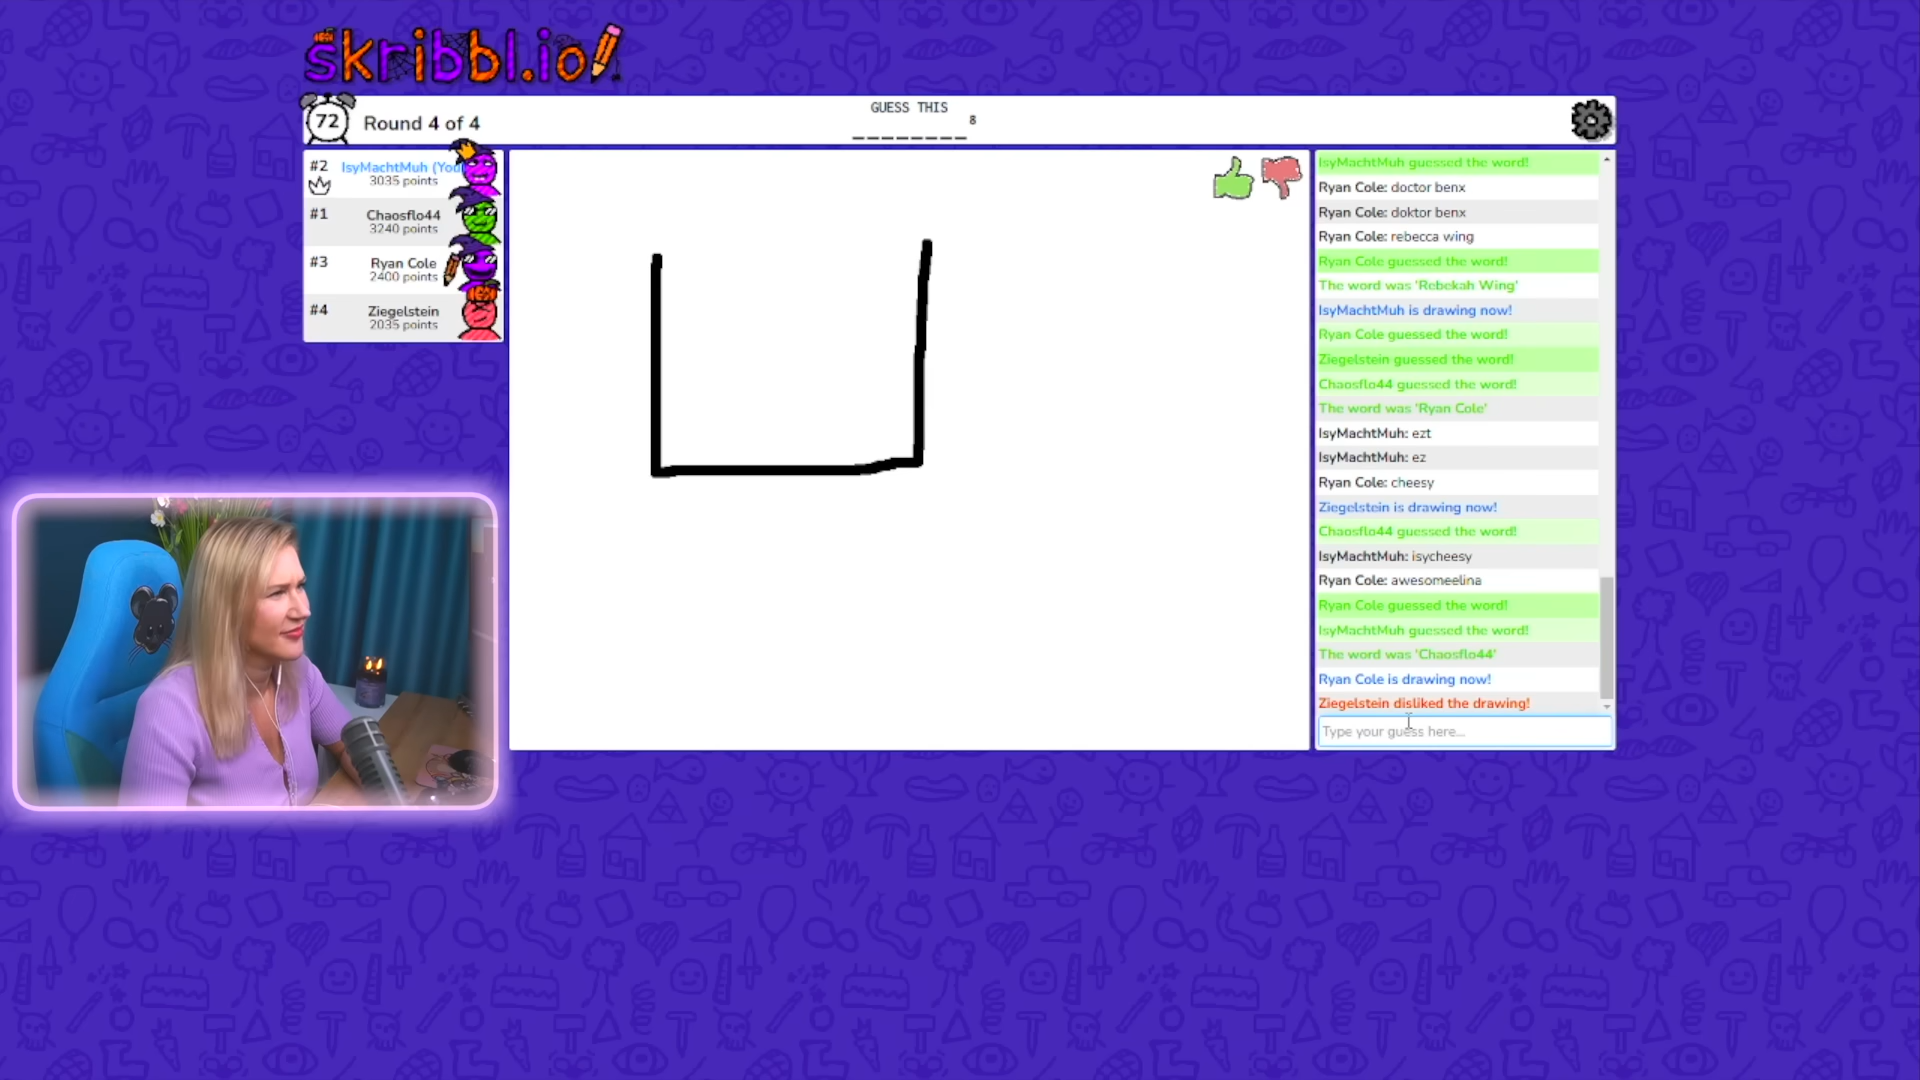 skribbl.io
72
Round 4 of 4
GUESS THIS
________ 8
#2
IsyMachtMuh (You
3035 points
#1
Chaosflo44
3240 points
#3
Ryan Cole
2400 points
#4
Ziegelstein
2035 points
IsyMachtMuh guessed the word!
Ryan Cole: doctor benx
Ryan Cole: doktor benx
Ryan Cole: rebecca wing
Ryan Cole guessed the word!
The word was 'Rebekah Wing'
IsyMachtMuh is drawing now!
Ryan Cole guessed the word!
Ziegelstein guessed the word!
Chaosflo44 guessed the word!
The word was 'Ryan Cole'
IsyMachtMuh: ezt
IsyMachtMuh: ez
Ryan Cole: cheesy
Ziegelstein is drawing now!
Chaosflo44 guessed the word!
IsyMachtMuh: isycheesy
Ryan Cole: awesomeelina
Ryan Cole guessed the word!
IsyMachtMuh guessed the word!
The word was 'Chaosflo44'
Ryan Cole is drawing now!
Ziegelstein disliked the drawing!
Type your guess here...